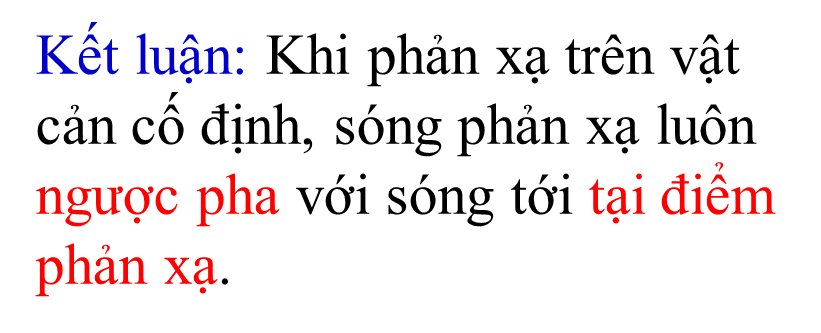 Kết luận: Khi phản xạ trên vật
cản cố định, sóng phản xạ luôn
ngược pha với sóng tới tại điểm
phản xạ.